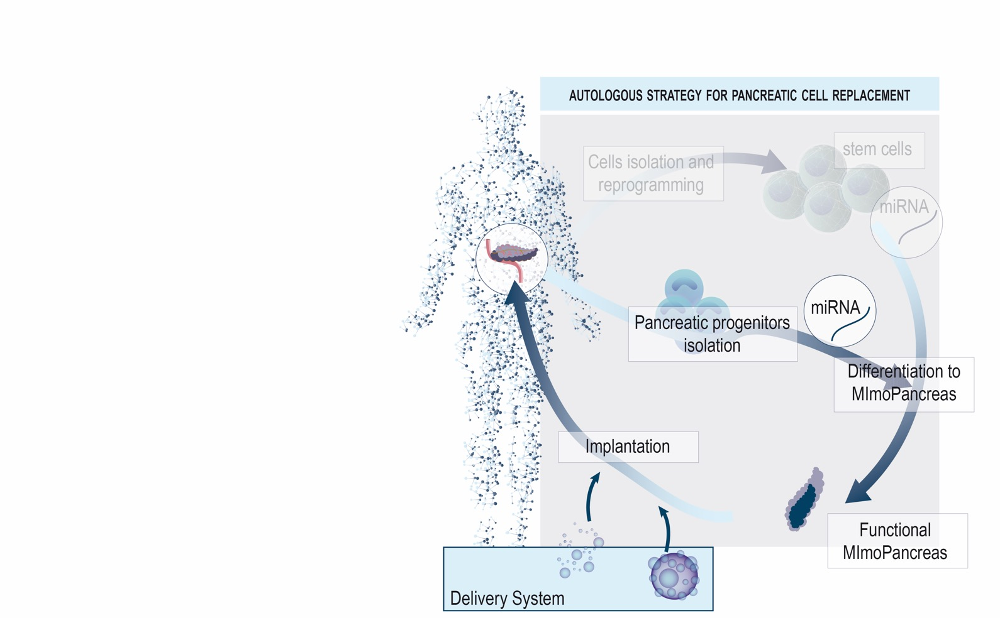 AUTOLOGOUS STRATEGY FOR PANCREATIC CELL REPLACEMENT
stem cells
Cells isolation and
reprogramming
miRNA
miRNA
Pancreatic progenitors
isolation
Differentiation to
MImoPancreas
Implantation
Functional
MImoPancreas
Delivery System